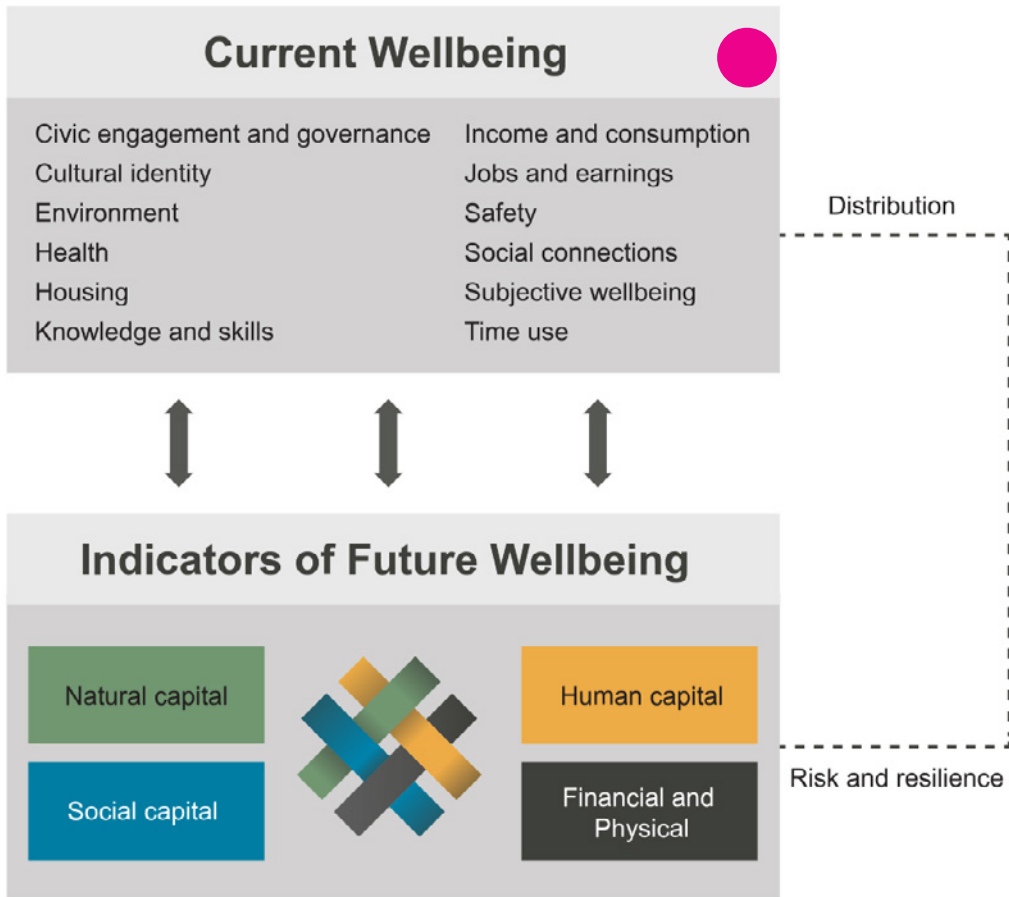 Current Wellbeing
Civic engagement and governance
Cultural identity
Environment
Health
Housing
Knowledge and skills
Income and consumption
Jobs and earnings
Safety
Social connections
Subjective wellbeing
Time use
Distribution
Indicators of Future Wellbeing
Natural capital
Social capital
Human capital
Financial and
Physical
Risk and resilience